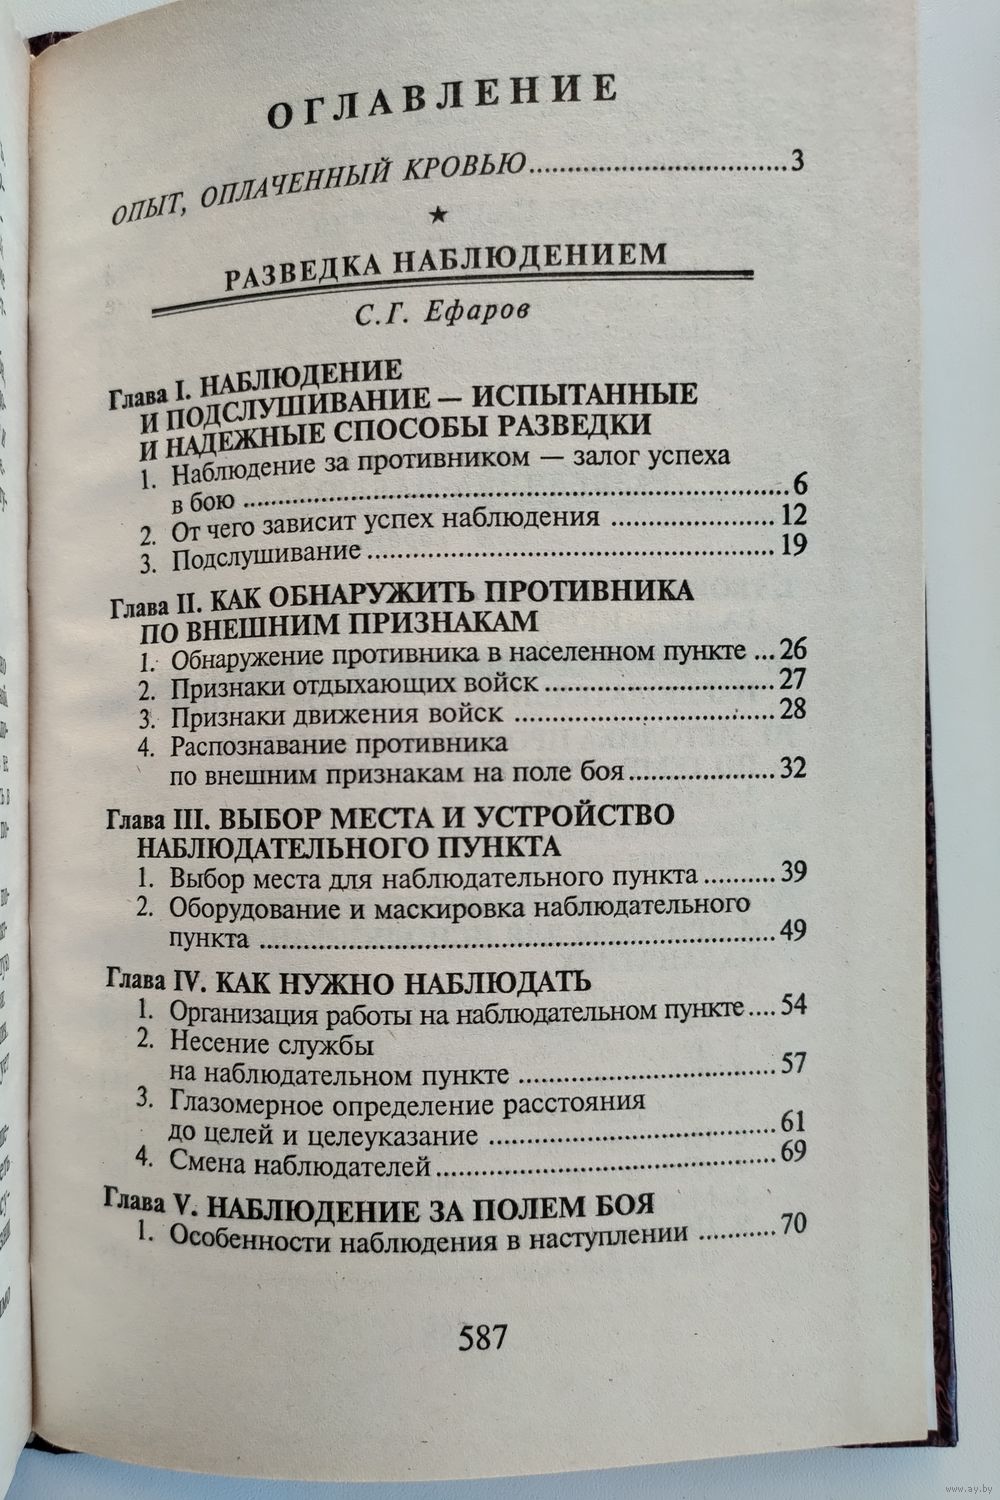 ОГЛАВЛЕНИЕ
ОПЫТ, ОПЛАЧЕННЫЙ КРОВЬЮ..............................3
★
РАЗВЕДКА НАБЛЮДЕНИЕМ
С.Г. Ефаров
Глава I. НАБЛЮДЕНИЕ
И ПОДСЛУШИВАНИЕ — ИСПЫТАННЫЕ
И НАДЕЖНЫЕ СПОСОБЫ РАЗВЕДКИ
1. Наблюдение за противником — залог успеха
в бою ..............................6
2. От чего зависит успех наблюдения ....................12
3. Подслушивание ..............................19
Глава II. КАК ОБНАРУЖИТЬ ПРОТИВНИКА
ПО ВНЕШНИМ ПРИЗНАКАМ
1. Обнаружение противника в населенном пункте ...26
2. Признаки отдыхающих войск ..............................27
3. Признаки движения войск ..............................28
4. Распознавание противника
по внешним признакам на поле боя....................32
Глава III. ВЫБОР МЕСТА И УСТРОЙСТВО
НАБЛЮДАТЕЛЬНОГО ПУНКТА
1. Выбор места для наблюдательного пункта ..........39
2. Оборудование и маскировка наблюдательного
пункта ..............................49
Глава IV. КАК НУЖНО НАБЛЮДАТЬ
1. Организация работы на наблюдательном пункте....54
2. Несение службы
на наблюдательном пункте ..............................57
3. Глазомерное определение расстояния
до целей и целеуказание ..............................61
4. Смена наблюдателей..............................69
Глава V. НАБЛЮДЕНИЕ ЗА ПОЛЕМ БОЯ
1. Особенности наблюдения в наступлении ..........70
587
www.ay.by